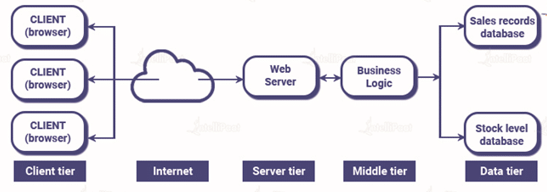 CLIENT
(browser)
CLIENT
(browser)
CLIENT
(browser)
Web
Server
Business
Logic
Sales records
database
Stock level
database
Client tier
Internet
Server tier
Middle tier
Data tier